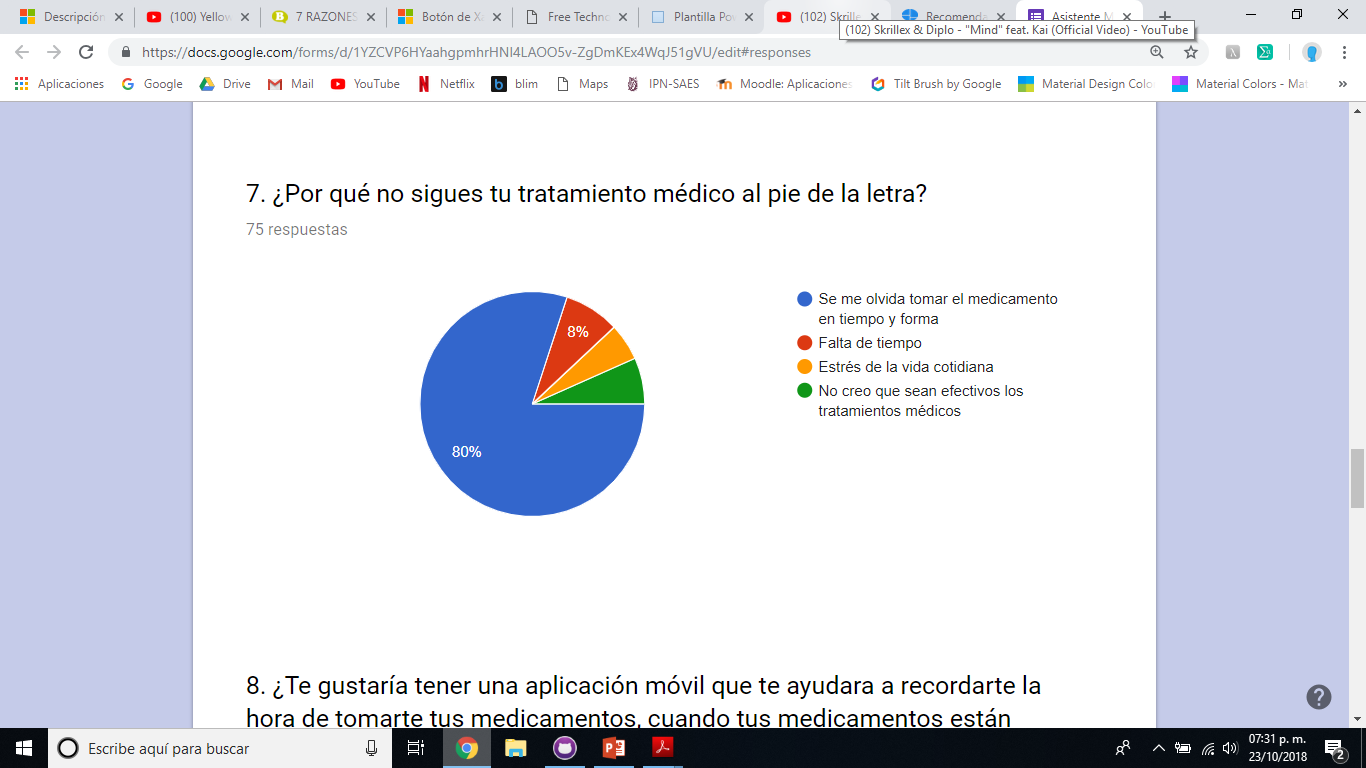 Descripción
(100) Yellow
7 RAZONES
Botón de X
Free Techno
Plantilla Po
(102) Skrille
Recomenda
Asistente M
(102) Skrillex & Diplo - "Mind" feat. Kai (Official Video) - YouTube
https://docs.google.com/forms/d/1YZCVP6HYaahgpmhrHNI4LAOO5v-ZgDmKEx4WqJ51gVU/edit#responses
Aplicaciones
Google
Drive
Mail
YouTube
Netflix
blim
Maps
IPN-SAES
Moodle: Aplicaciones
Tilt Brush by Google
Material Design Colo
Material Colors - Mat
7. ¿Por qué no sigues tu tratamiento médico al pie de la letra?
75 respuestas
8%
80%
Se me olvida tomar el medicamento
en tiempo y forma
Falta de tiempo
Estrés de la vida cotidiana
No creo que sean efectivos los
tratamientos médicos
8. ¿Te gustaría tener una aplicación móvil que te ayudara a recordarte la
hora de tomarte tus medicamentos, cuando tus medicamentos están
Escribe aquí para buscar
07:31 p. m.
23/10/2018
2